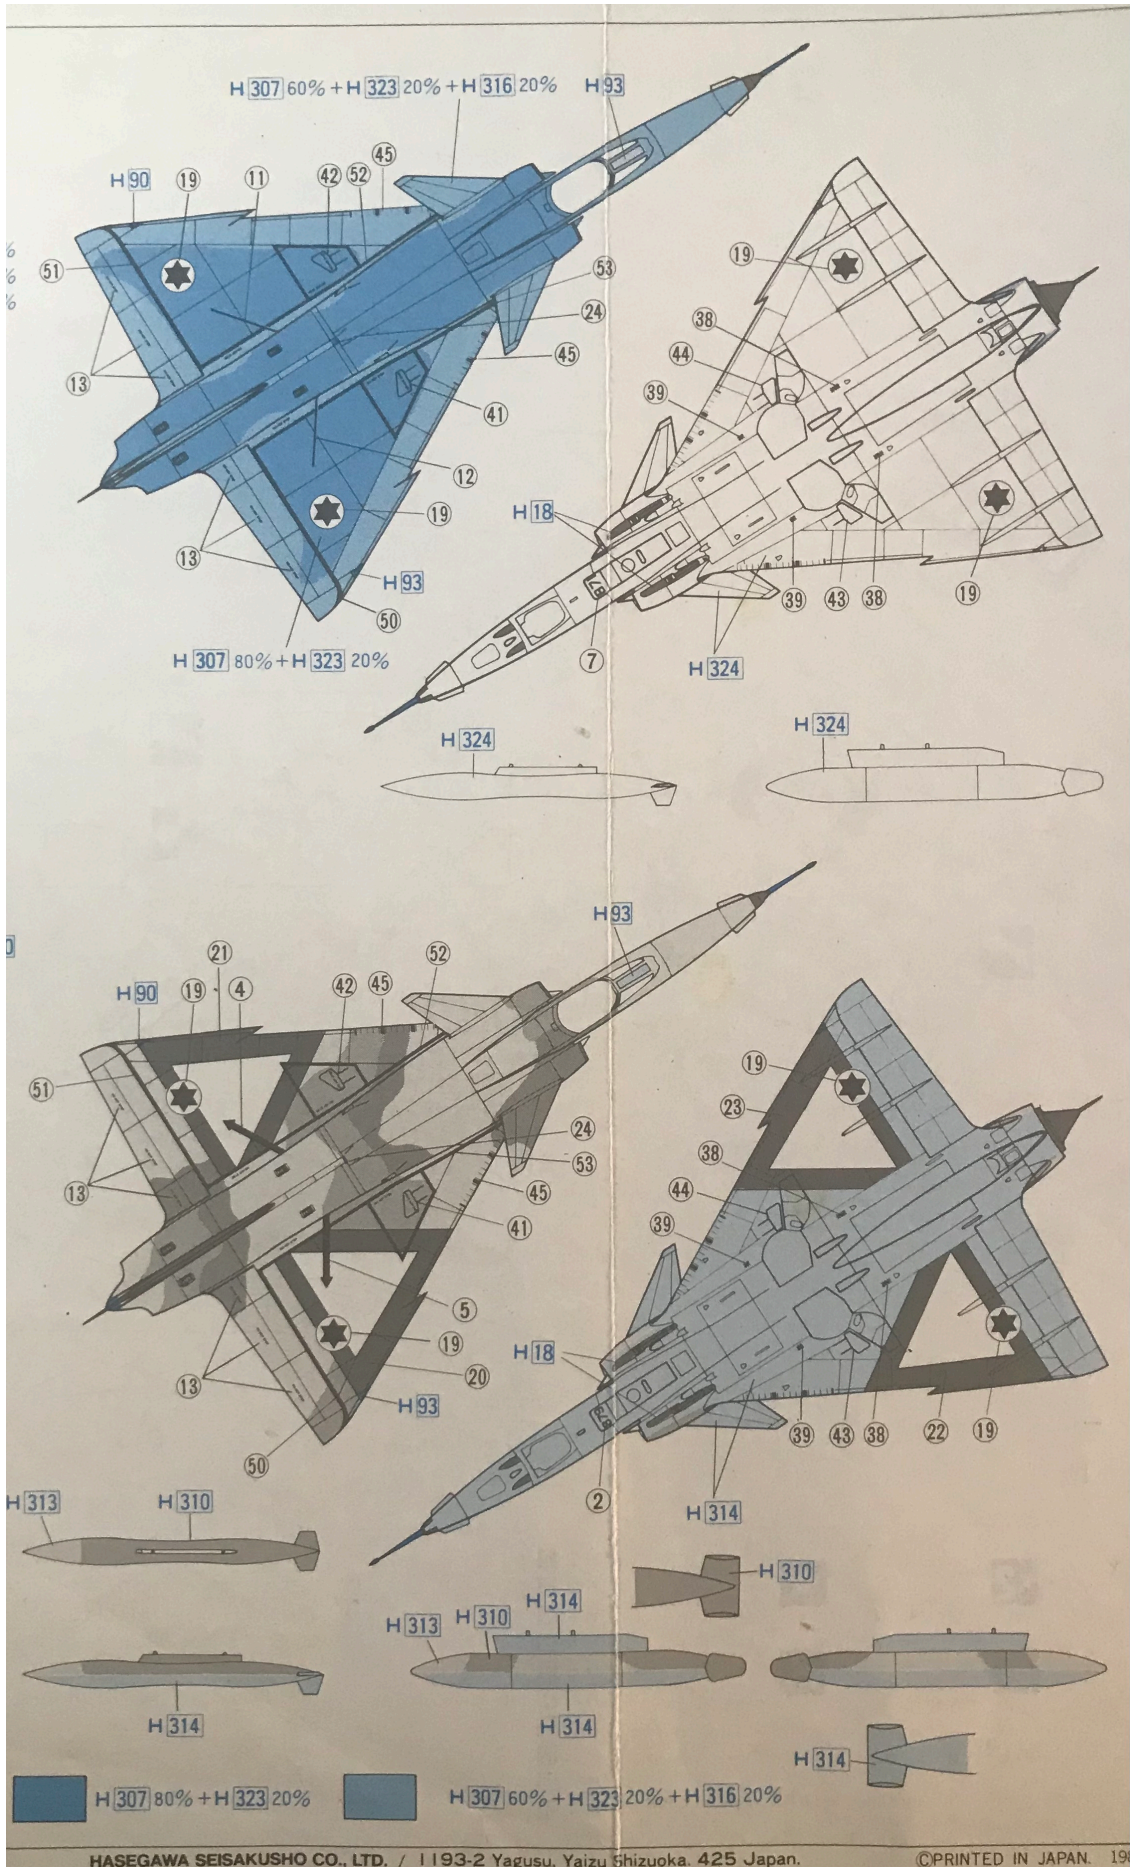 H 307 60% + H 323 20% + H 316 20%
H 93
45
H 90
19
11
42
52
%
%
%
51
53
24
45
13
41
12
19
13
H 93
50
H 307 80% + H 323 20%
19
38
44
39
H 18
7
39
43
38
19
H 324
H 324
H 324
H 93
0
21
52
H 90
19
4
42
45
51
24
53
13
45
41
5
19
20
13
H 93
50
19
23
38
44
39
H 18
2
39
43
38
22
19
H 314
H 313
H 310
H 310
H 314
H 310
H 313
H 314
H 314
H 314
H 307 80% + H 323 20%
H 307 60% + H 323 20% + H 316 20%
HASEGAWA SEISAKUSHO CO., LTD. / 1193-2 Yagusu, Yaizu Shizuoka, 425 Japan.
©PRINTED IN JAPAN. 198